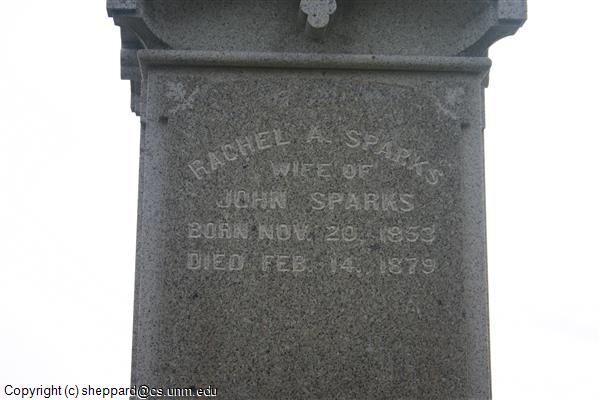 RACHEL A. SPARKS
WIFE OF
JOHN SPARKS
BORN NOV. 20, 1853
DIED FEB. 14, 1879
Copyright (c) sheppard@cs.unm.edu